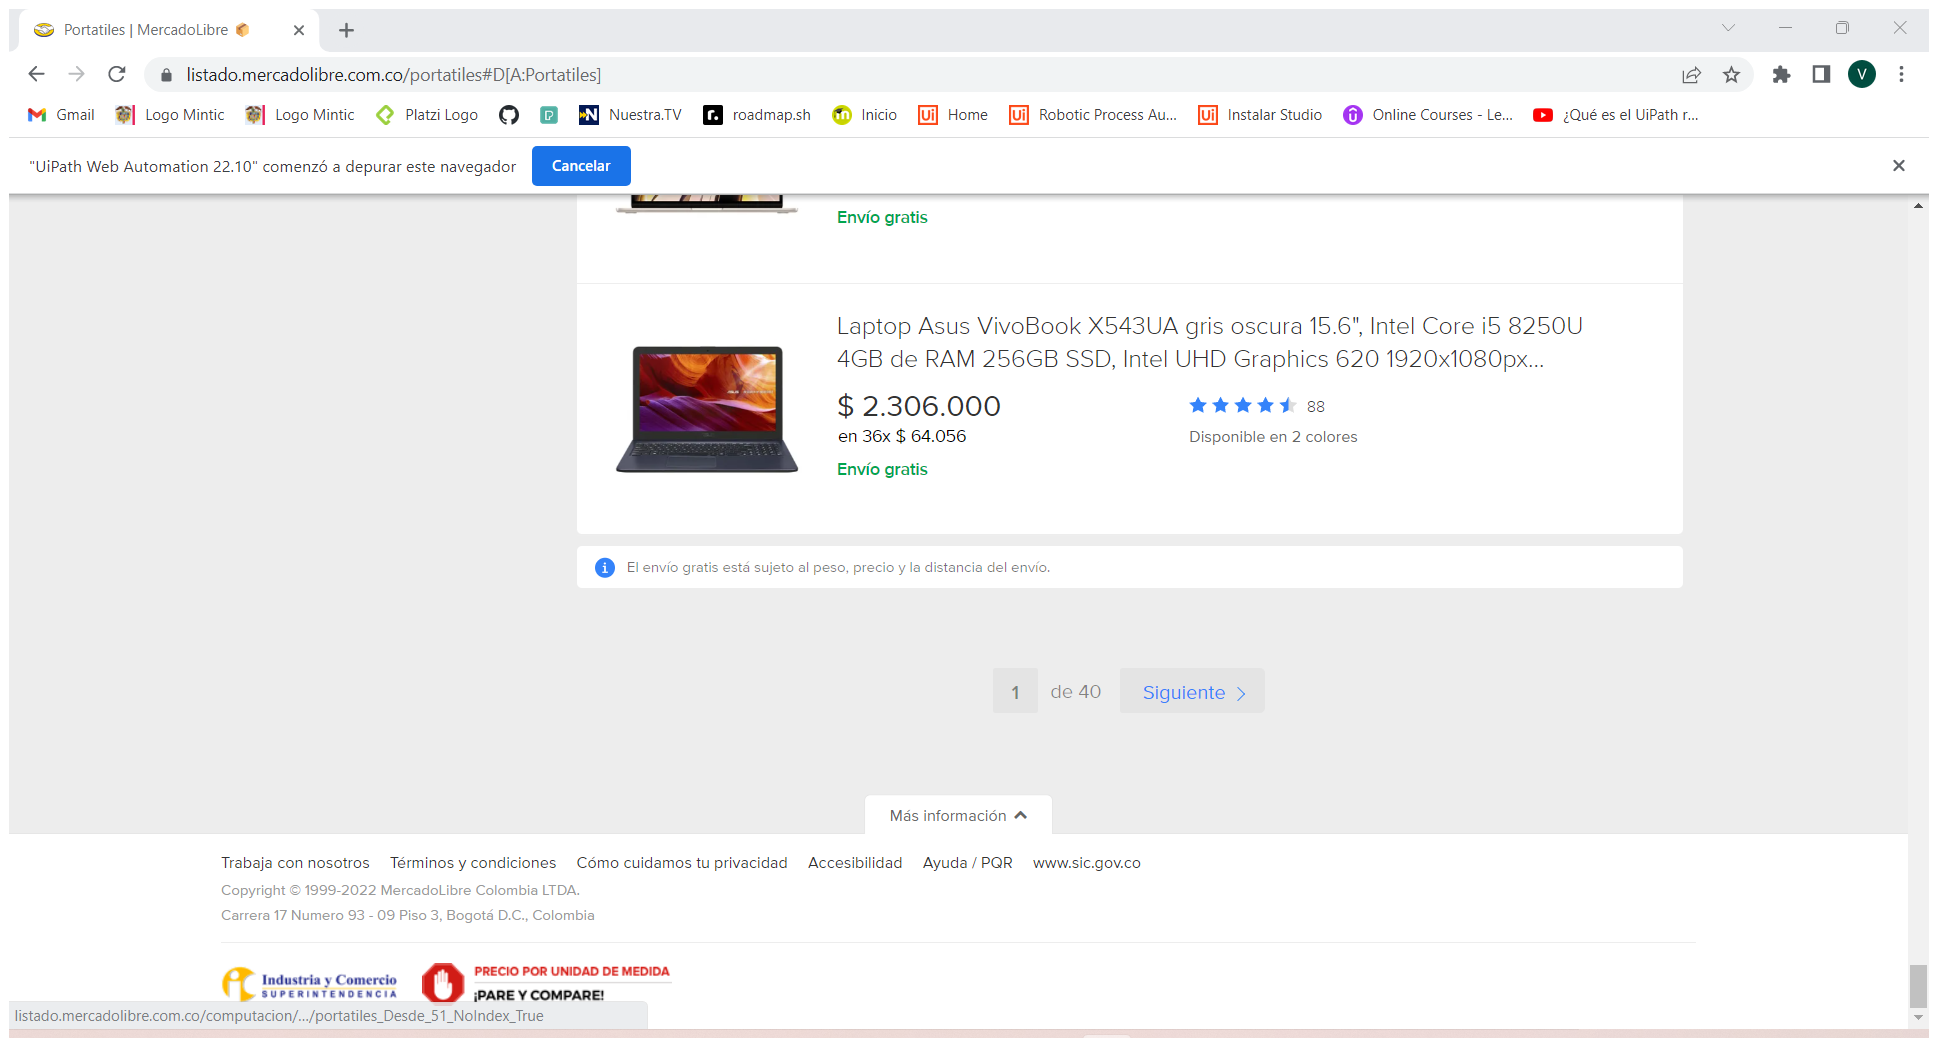 Portatiles | MercadoLibre
listado.mercadolibre.com.co/portatiles#D[A:Portatiles]
V
Gmail Logo Mintic Logo Mintic Platzi Logo Nuestra.TV roadmap.sh Inicio Home Robotic Process Au... Instalar Studio Online Courses - Le... ¿Qué es el UiPath r...
"UiPath Web Automation 22.10" comenzó a depurar este navegador Cancelar
Envío gratis
Laptop Asus VivoBook X543UA gris oscura 15.6", Intel Core i5 8250U
4GB de RAM 256GB SSD, Intel UHD Graphics 620 1920x1080px...
$ 2.306.000
88
en 36x $ 64.056
Disponible en 2 colores
Envío gratis
El envío gratis está sujeto al peso, precio y la distancia del envío.
1 de 40 Siguiente
Más información
Trabaja con nosotros Términos y condiciones Cómo cuidamos tu privacidad Accesibilidad Ayuda / PQR www.sic.gov.co
Copyright © 1999-2022 MercadoLibre Colombia LTDA.
Carrera 17 Numero 93 - 09 Piso 3, Bogotá D.C., Colombia
Industria y Comercio
SUPERINTENDENCIA
PRECIO POR UNIDAD DE MEDIDA
¡PARE Y COMPARE!
listado.mercadolibre.com.co/computacion/.../portatiles_Desde_51_NoIndex_True